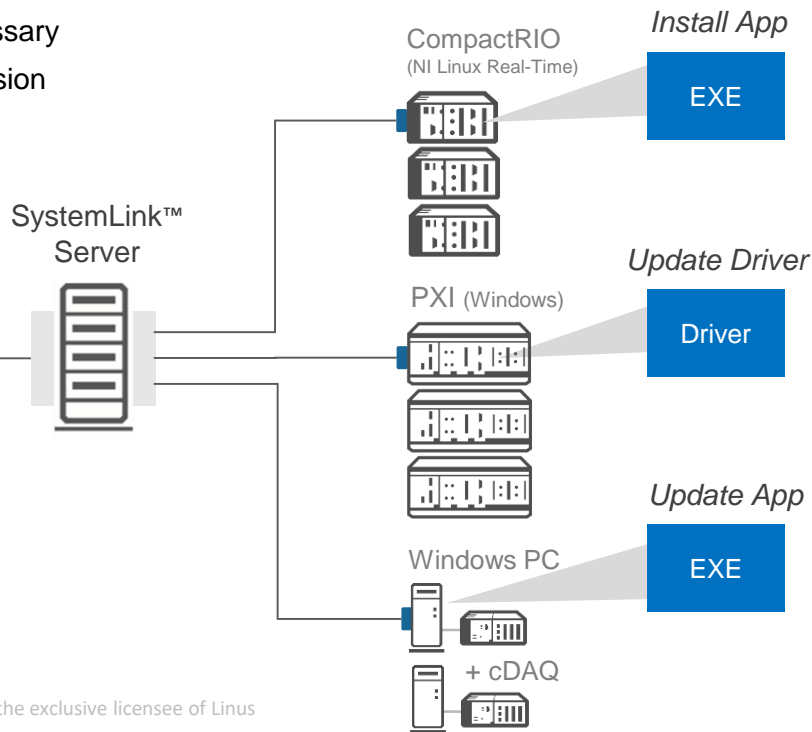 ssary
sion
SystemLink™
Server
CompactRIO
(NI Linux Real-Time)
Install App
EXE
PXI (Windows)
Update Driver
Driver
Windows PC
+ cDAQ
Update App
EXE
the exclusive licensee of Linus